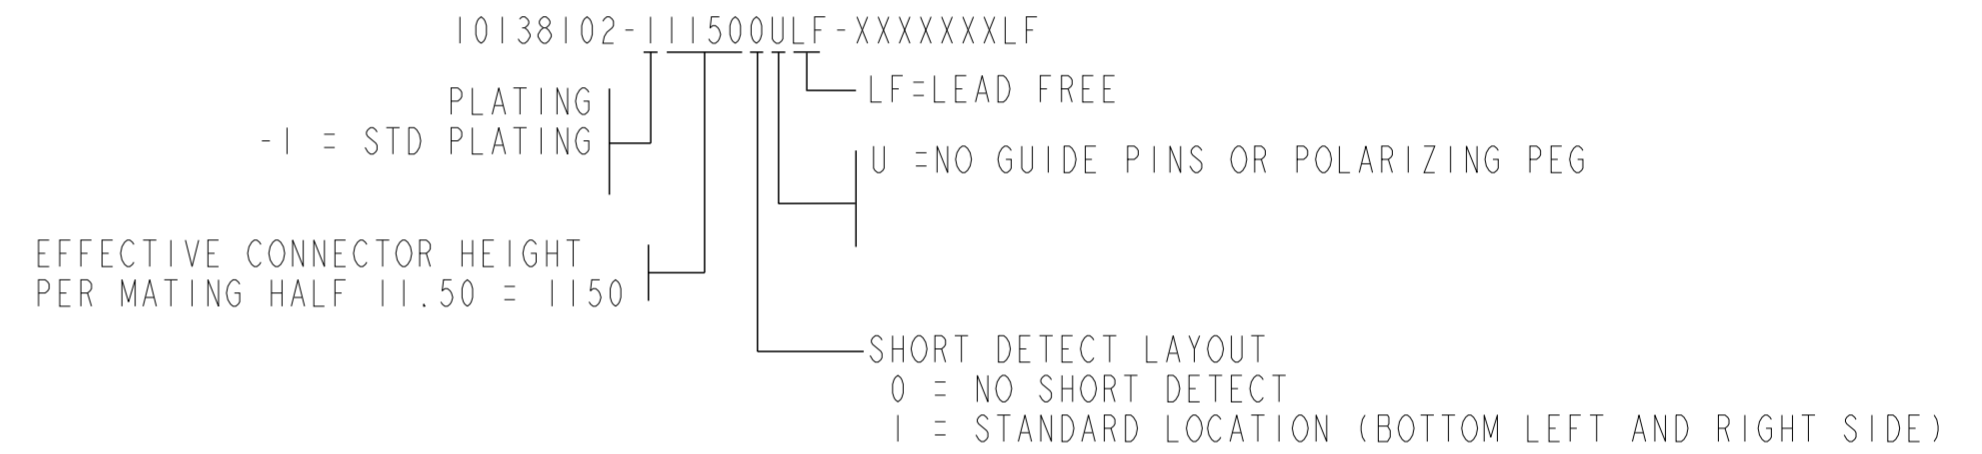 10138102-111500ULF-XXXXXXXLF
LF=LEAD FREE
PLATING
-1 = STD PLATING
U =NO GUIDE PINS OR POLARIZING PEG
EFFECTIVE CONNECTOR HEIGHT
PER MATING HALF 11.50 = 1150
SHORT DETECT LAYOUT
0 = NO SHORT DETECT
1 = STANDARD LOCATION (BOTTOM LEFT AND RIGHT SIDE)